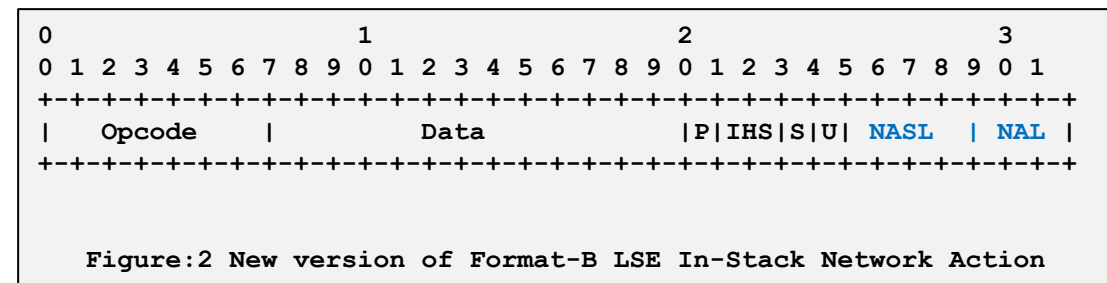 0                   1                   2                   3
0 1 2 3 4 5 6 7 8 9 0 1 2 3 4 5 6 7 8 9 0 1 2 3 4 5 6 7 8 9 0 1
+-+-+-+-+-+-+-+-+-+-+-+-+-+-+-+-+-+-+-+-+-+-+-+-+-+-+-+-+-+-+-+-+
|   Opcode    |         Data            |P|IHS|S|U| NASL  | NAL |
+-+-+-+-+-+-+-+-+-+-+-+-+-+-+-+-+-+-+-+-+-+-+-+-+-+-+-+-+-+-+-+-+
Figure:2 New version of Format-B LSE In-Stack Network Action